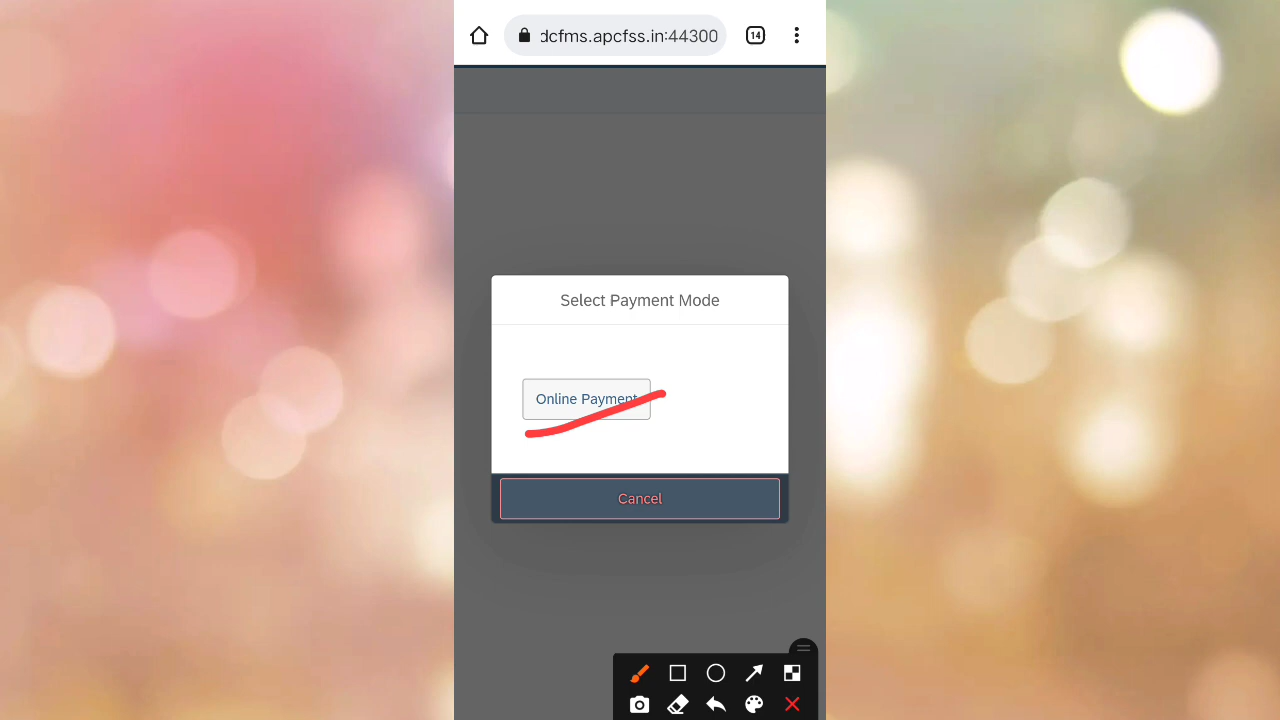 dcfms.apcfss.in:44300
14
Select Payment Mode
Online Payment
Cancel